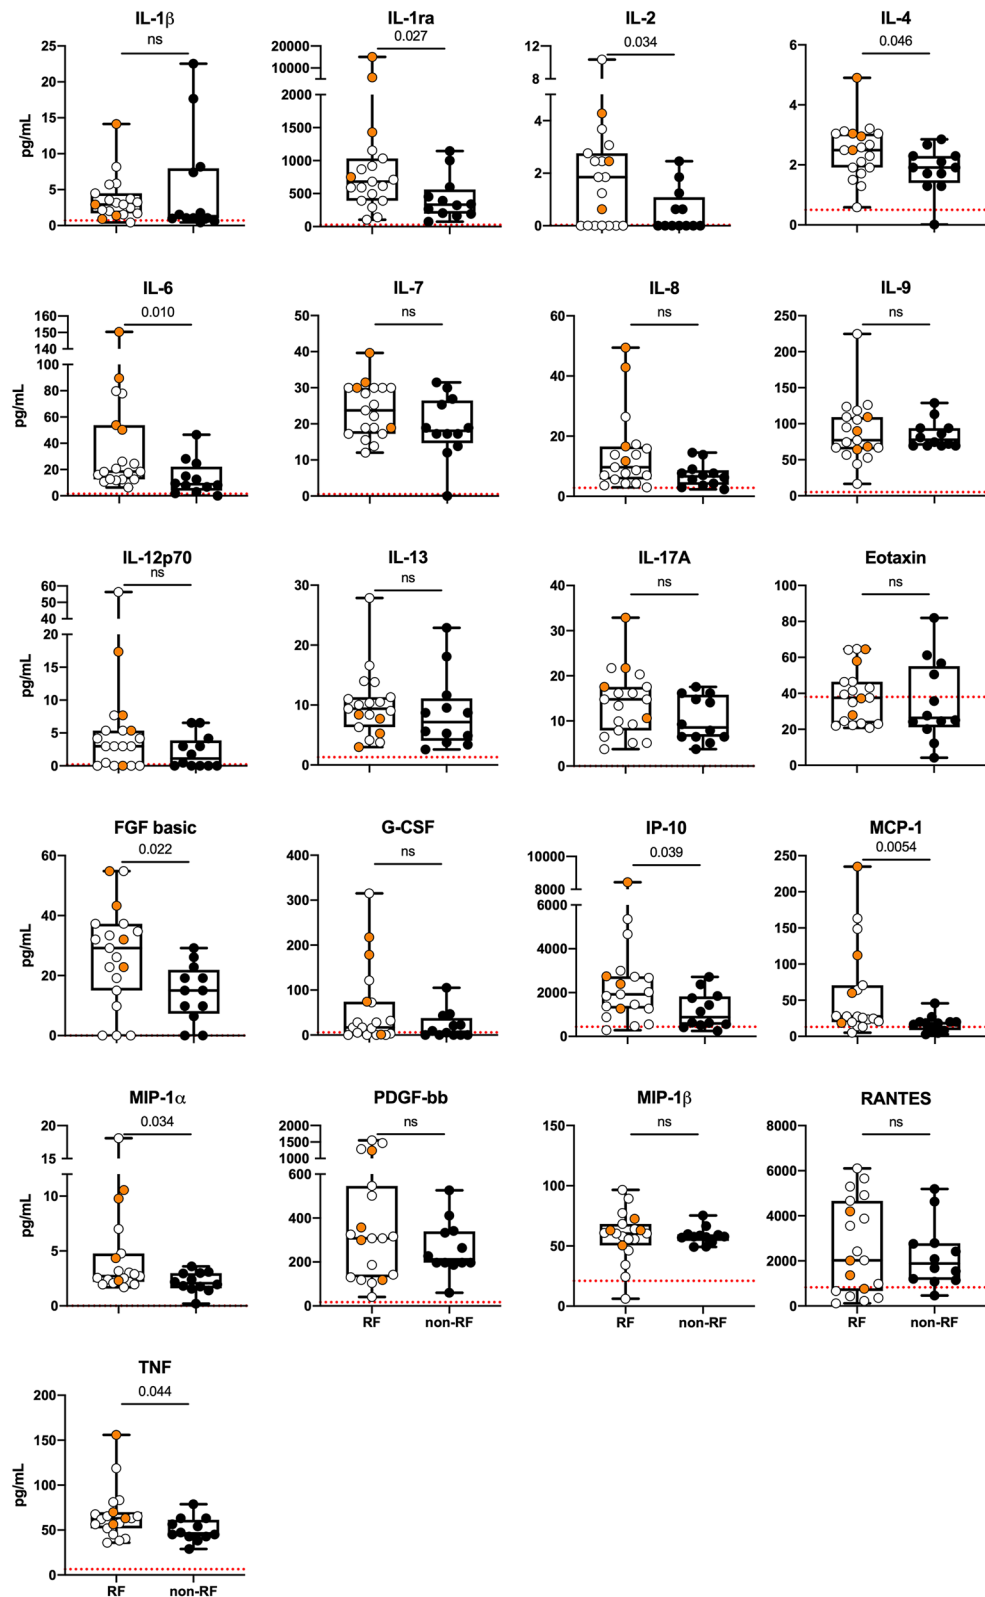 IL-1β
ns
25
20
15
10
5
0
pg/mL
IL-1ra
0.027
20000
10000
2000
1500
1000
500
0
IL-2
0.034
12
8
4
2
0
IL-4
0.046
6
4
2
0
IL-6
0.010
160
150
140
100
80
60
40
20
0
pg/mL
IL-7
ns
50
40
30
20
10
0
IL-8
ns
60
40
20
0
IL-9
ns
250
200
150
100
50
0
IL-12p70
ns
60
50
40
20
15
10
5
0
pg/mL
IL-13
ns
30
20
10
0
IL-17A
ns
40
30
20
10
0
Eotaxin
ns
100
80
60
40
20
0
FGF basic
0.022
60
40
20
0
pg/mL
G-CSF
ns
400
300
200
100
0
IP-10
0.039
10000
8000
6000
4000
2000
0
MCP-1
0.0054
250
200
150
100
50
0
MIP-1α
0.034
20
15
10
5
0
pg/mL
PDGF-bb
ns
2000
1500
1000
600
400
200
0
RF
non-RF
MIP-1β
ns
150
100
50
0
RF
non-RF
RANTES
ns
8000
6000
4000
2000
0
RF
non-RF
TNF
0.044
200
150
100
50
0
pg/mL
RF
non-RF